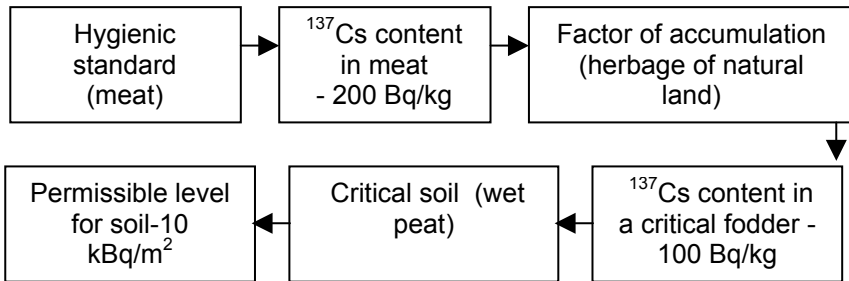 Hygienic
standard
(meat)
¹³⁷Cs content
in meat
- 200 Bq/kg
Factor of accumulation
(herbage of natural
land)
¹³⁷Cs content in
a critical fodder -
100 Bq/kg
Critical soil (wet
peat)
Permissible level
for soil-10
kBq/m²